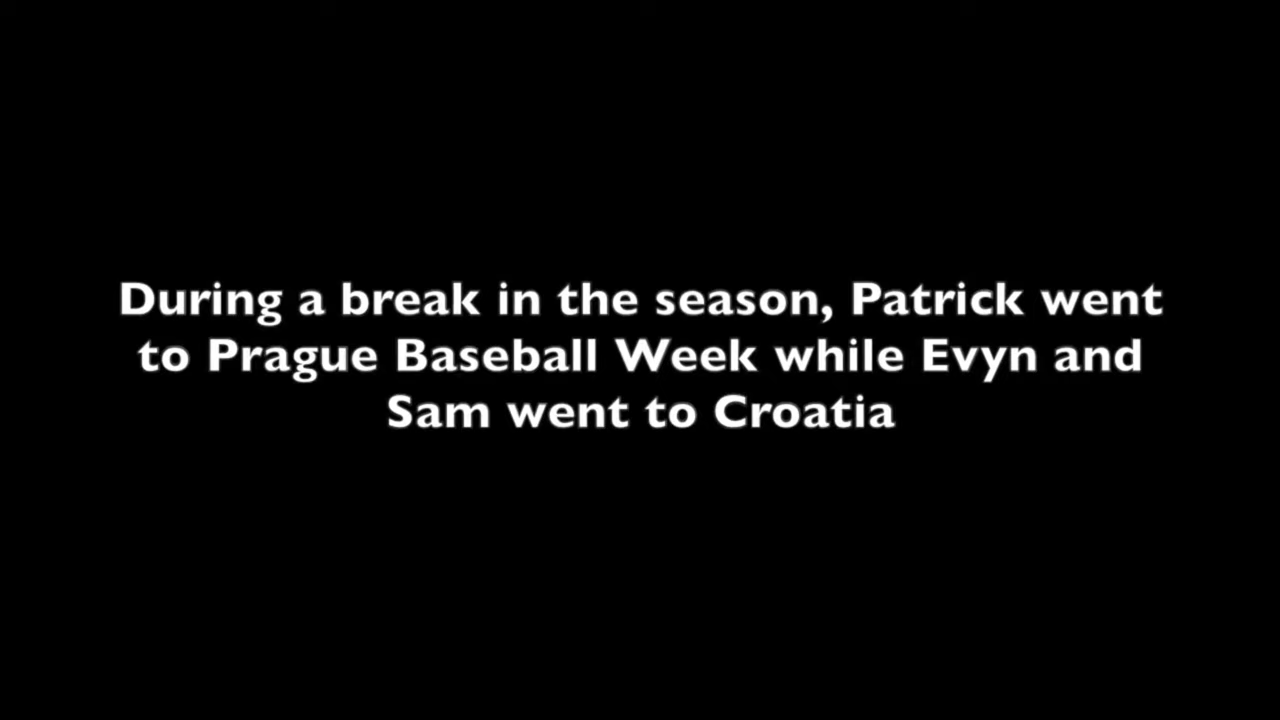 During a break in the season, Patrick went
to Prague Baseball Week while Evyn and
Sam went to Croatia